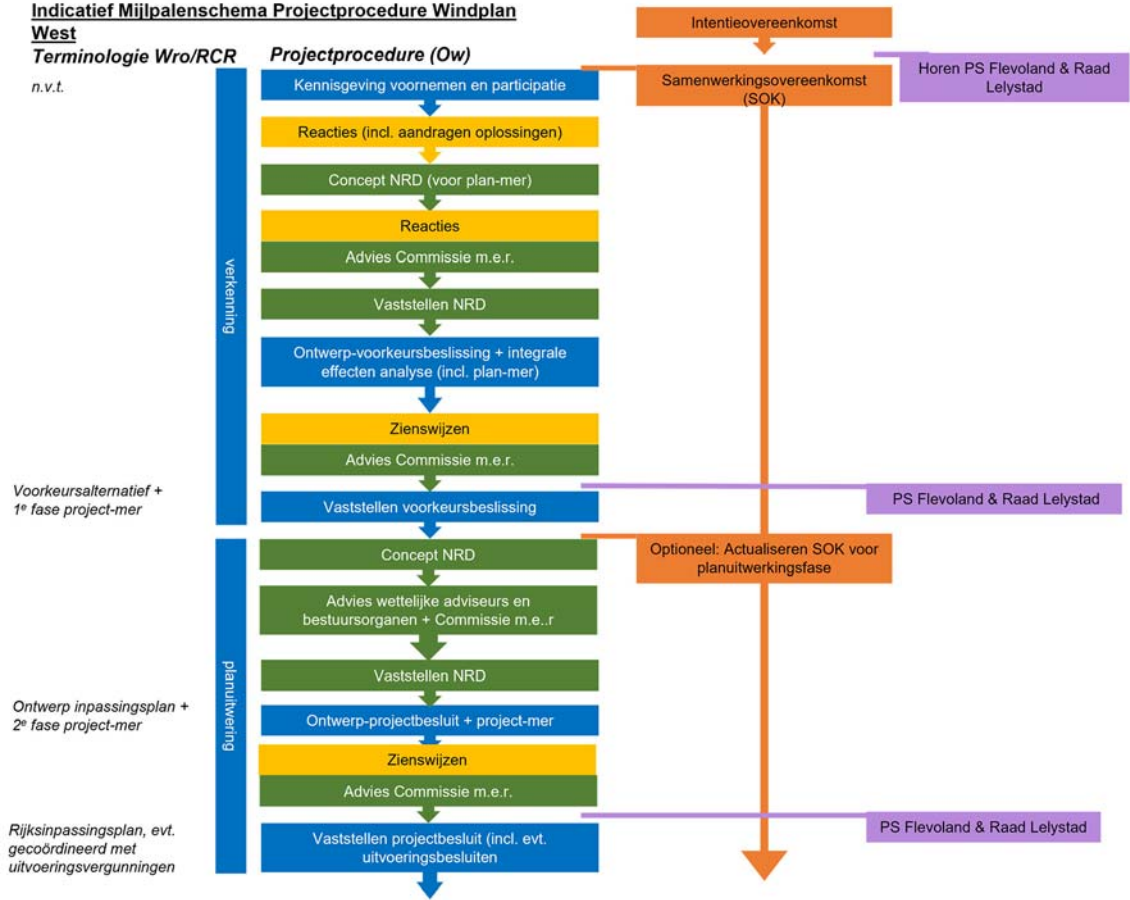 Indicatief Mijlpalenschema Projectprocedure Windplan
West
Terminologie Wro/RCR
Projectprocedure (Ow)
Intentieovereenkomst
n.v.t.
Kennisgeving voornemen en participatie
Samenwerkingsovereenkomst
(SOK)
Horen PS Flevoland & Raad
Lelystad
verkenning
Reacties (incl. aandragen oplossingen)
Concept NRD (voor plan-mer)
Reacties
Advies Commissie m.e.r.
Vaststellen NRD
Ontwerp-voorkeursbeslissing + integrale
effecten analyse (incl. plan-mer)
Zienswijzen
Advies Commissie m.e.r.
Voorkeursalternatief +
1e fase project-mer
Vaststellen voorkeursbeslissing
PS Flevoland & Raad Lelystad
planuitwering
Concept NRD
Optioneel: Actualiseren SOK voor
planuitwerkingsfase
Advies wettelijke adviseurs en
bestuursorganen + Commissie m.e..r
Vaststellen NRD
Ontwerp inpassingsplan +
2e fase project-mer
Ontwerp-projectbesluit + project-mer
Zienswijzen
Advies Commissie m.e.r.
Rijksinpassingsplan, evt.
gecoördineerd met
uitvoeringsvergunningen
Vaststellen projectbesluit (incl. evt.
uitvoeringsbesluiten
PS Flevoland & Raad Lelystad